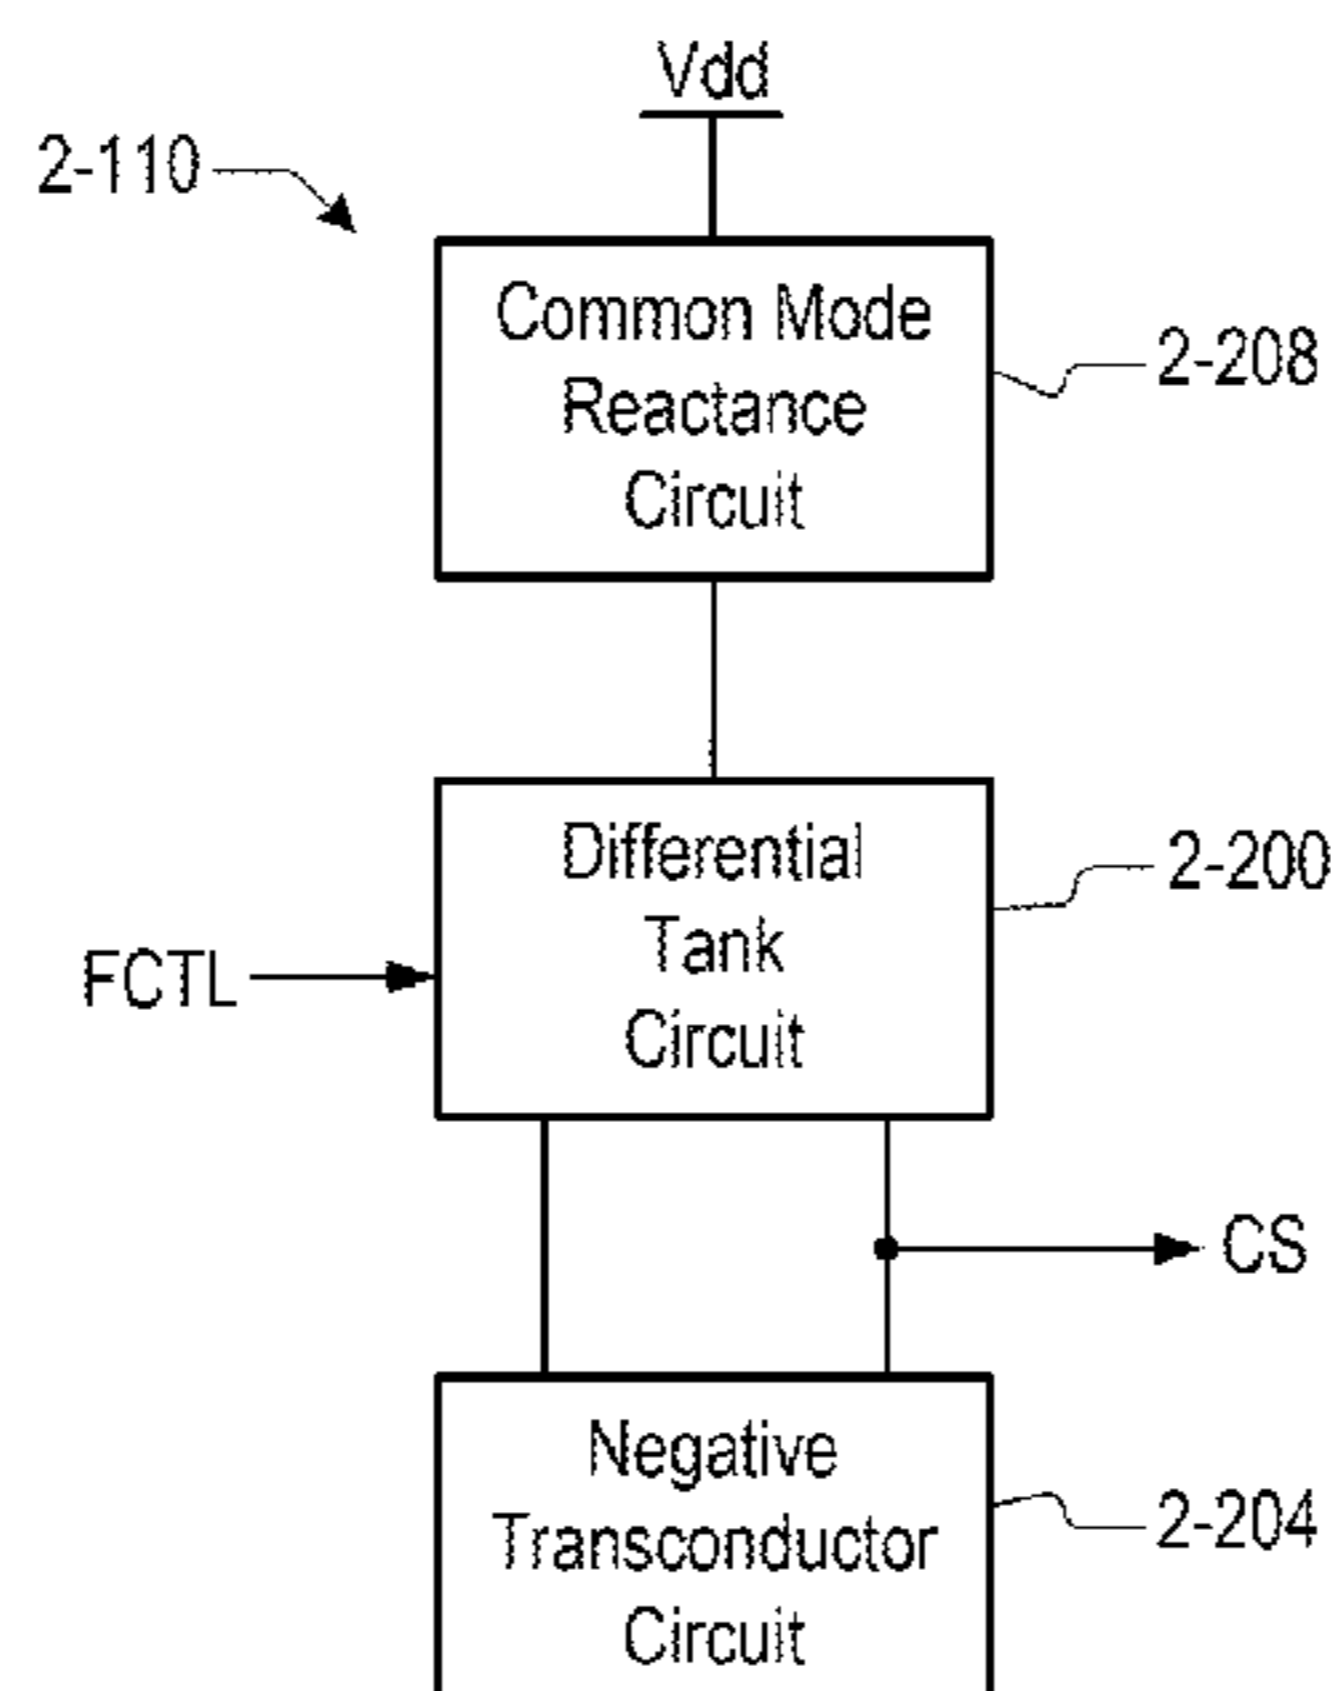 Vdd
2-110
Common Mode
Reactance
Circuit
2-208
Differential
Tank
Circuit
2-200
FCTL
CS
Negative
Transconductor
Circuit
2-204